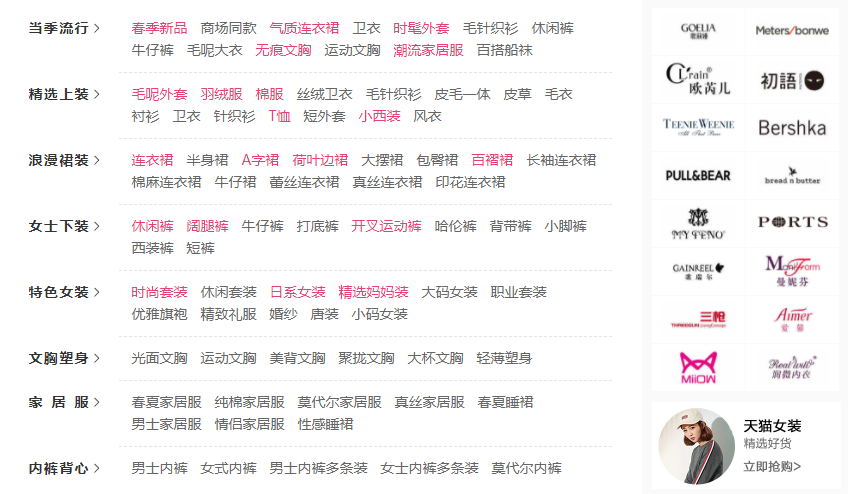 当季流行 >
春季新品 商场同款 气质连衣裙 卫衣 时髦外套 毛针织衫 休闲裤
牛仔裤 毛呢大衣 无痕文胸 运动文胸 潮流家居服 百搭船袜
精选上装 >
毛呢外套 羽绒服 棉服 丝绒卫衣 毛针织衫 皮毛一体 皮草 毛衣
衬衫 卫衣 针织衫 T恤 短外套 小西装 风衣
浪漫裙装 >
连衣裙 半身裙 A字裙 荷叶边裙 大摆裙 包臀裙 百褶裙 长袖连衣裙
棉麻连衣裙 牛仔裙 蕾丝连衣裙 真丝连衣裙 印花连衣裙
女士下装 >
休闲裤 阔腿裤 牛仔裤 打底裤 开叉运动裤 哈伦裤 背带裤 小脚裤
西装裤 短裤
特色女装 >
时尚套装 休闲套装 日系女装 精选妈妈装 大码女装 职业套装
优雅旗袍 精致礼服 婚纱 唐装 小码女装
文胸塑身 >
光面文胸 运动文胸 美背文胸 聚拢文胸 大杯文胸 轻薄塑身
家居服 >
春夏家居服 纯棉家居服 莫代尔家居服 真丝家居服 春夏睡裙
男士家居服 情侣家居服 性感睡裙
内裤背心 >
男士内裤 女式内裤 男士内裤多条装 女士内裤多条装 莫代尔内裤
GOELIA
Meters/bonwe
欧芮儿
初語
TEENIE WEENIE
Bershka
PULL&BEAR
bread n butter
MY TENO
PORTS
GAINREEL
ManiForm
曼妮芬
三枪
Aimer
爱慕
MiiOW
天猫女装
精选好货
立即抢购>